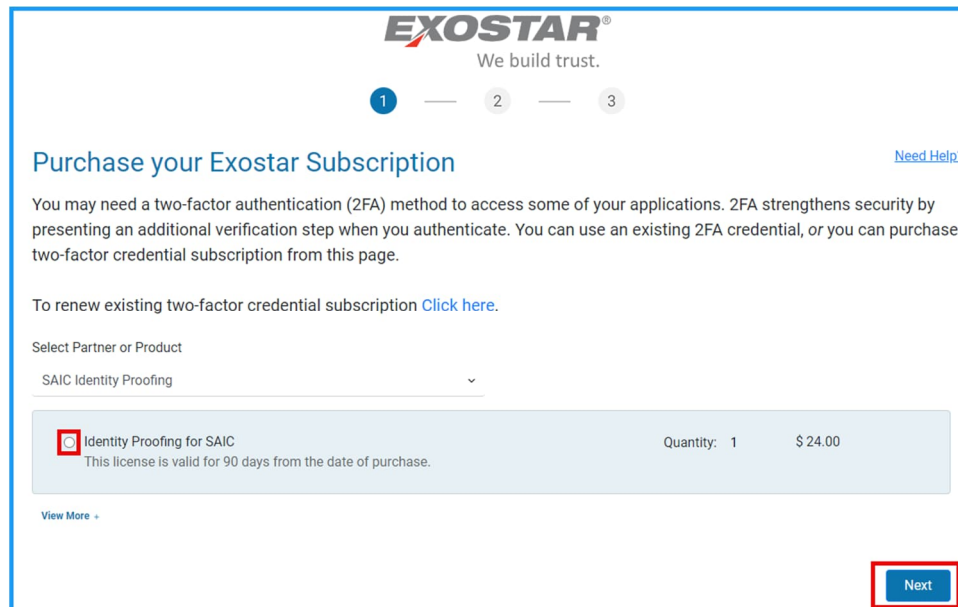 EXOSTAR®
We build trust.
1 2 3
Purchase your Exostar Subscription
Need Help?
You may need a two-factor authentication (2FA) method to access some of your applications. 2FA strengthens security by
presenting an additional verification step when you authenticate. You can use an existing 2FA credential, or you can purchase
two-factor credential subscription from this page.
To renew existing two-factor credential subscription Click here.
Select Partner or Product
SAIC Identity Proofing
Identity Proofing for SAIC Quantity: 1 $ 24.00
This license is valid for 90 days from the date of purchase.
View More +
Next